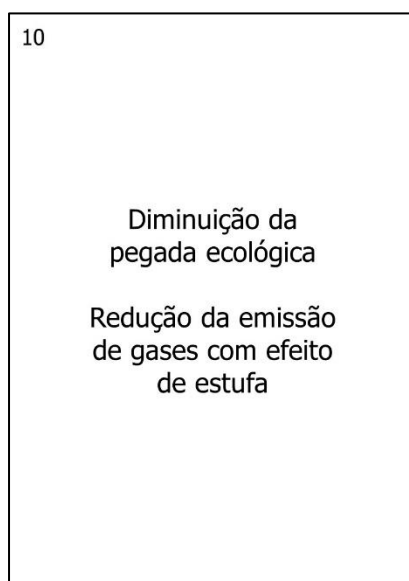 10
Diminuição da
pegada ecológica
Redução da emissão
de gases com efeito
de estufa